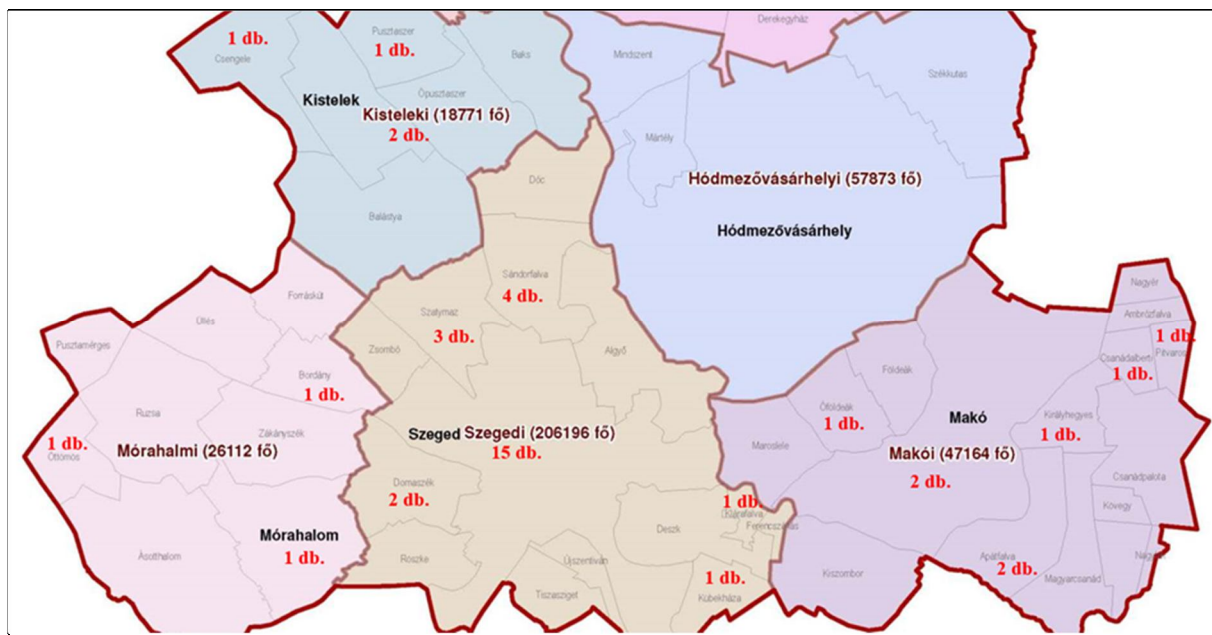 Derekegyház
1 db.
Csengele
Pusztaszer
1 db.
Baks
Mindszent
Székkutas
Kistelek
Ópusztaszer
Kisteleki (18771 fő)
2 db.
Mártély
Dóc
Hódmezővásárhelyi (57873 fő)
Balástya
Hódmezővásárhely
Sándorfalva
4 db.
Nagyér
Forráskút
Üllés
Szatymaz
3 db.
Ambrózfalva
Pusztamérges
Zsombó
Algyő
1 db.
Pitvaros
Csanádalberti
1 db.
Bordány
1 db.
Földeák
Ruzsa
Óföldeák
1 db.
Makó
Királyhegyes
1 db.
Zákányszék
1 db.
Öttömös
Mórahalmi (26112 fő)
Szeged
Szegedi (206196 fő)
15 db.
Maroslele
Makói (47164 fő)
2 db.
Csanádpalota
Domaszék
2 db.
1 db.
Klárafalva
Ferencszállás
Deszk
Kövegy
Mórahalom
1 db.
Ásotthalom
Röszke
Újszentiván
Tiszasziget
1 db.
Kübekháza
Kiszombor
Apátfalva
2 db.
Magyarcsanád